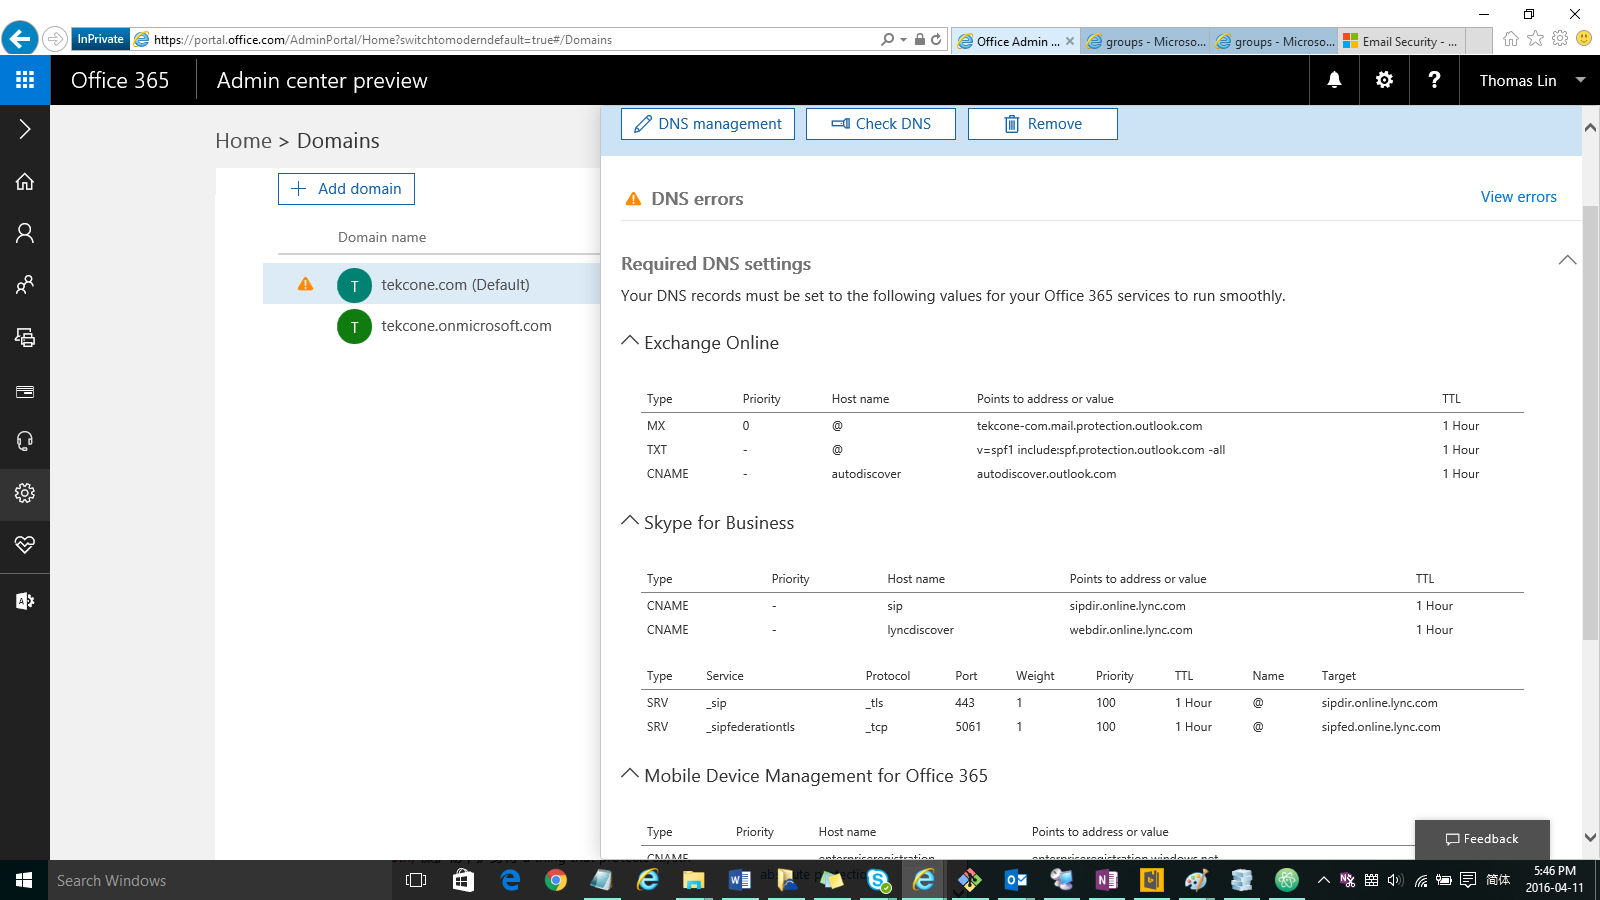 InPrivate https://portal.office.com/AdminPortal/Home?switchtomoderndefault=true#/Domains Office Admin ... groups - Microso... groups - Microso... Email Security - ...
Office 365 Admin center preview Thomas Lin
Home > Domains
DNS management Check DNS Remove
Add domain
DNS errors View errors
Domain name
Required DNS settings
tekcone.com (Default)
T
Your DNS records must be set to the following values for your Office 365 services to run smoothly.
tekcone.onmicrosoft.com
T
Exchange Online
Type Priority Host name Points to address or value TTL
MX 0 @ tekcone-com.mail.protection.outlook.com 1 Hour
TXT - @ v=spf1 include:spf.protection.outlook.com -all 1 Hour
CNAME - autodiscover autodiscover.outlook.com 1 Hour
Skype for Business
Type Priority Host name Points to address or value TTL
CNAME - sip sipdir.online.lync.com 1 Hour
CNAME - lyncdiscover webdir.online.lync.com 1 Hour
Type Service Protocol Port Weight Priority TTL Name Target
SRV _sip _tls 443 1 100 1 Hour @ sipdir.online.lync.com
SRV _sipfederationtls _tcp 5061 1 100 1 Hour @ sipfed.online.lync.com
Mobile Device Management for Office 365
Type Priority Host name Points to address or value
Feedback
CNAME enterpriseregistration enterpriseregistration.windows.net
Search Windows
简体
5:46 PM
2016-04-11